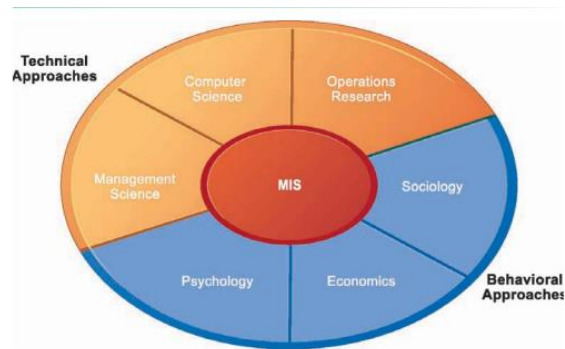 Technical
Approaches
Computer
Science
Operations
Research
Management
Science
MIS
Sociology
Psychology
Economics
Behavioral
Approaches